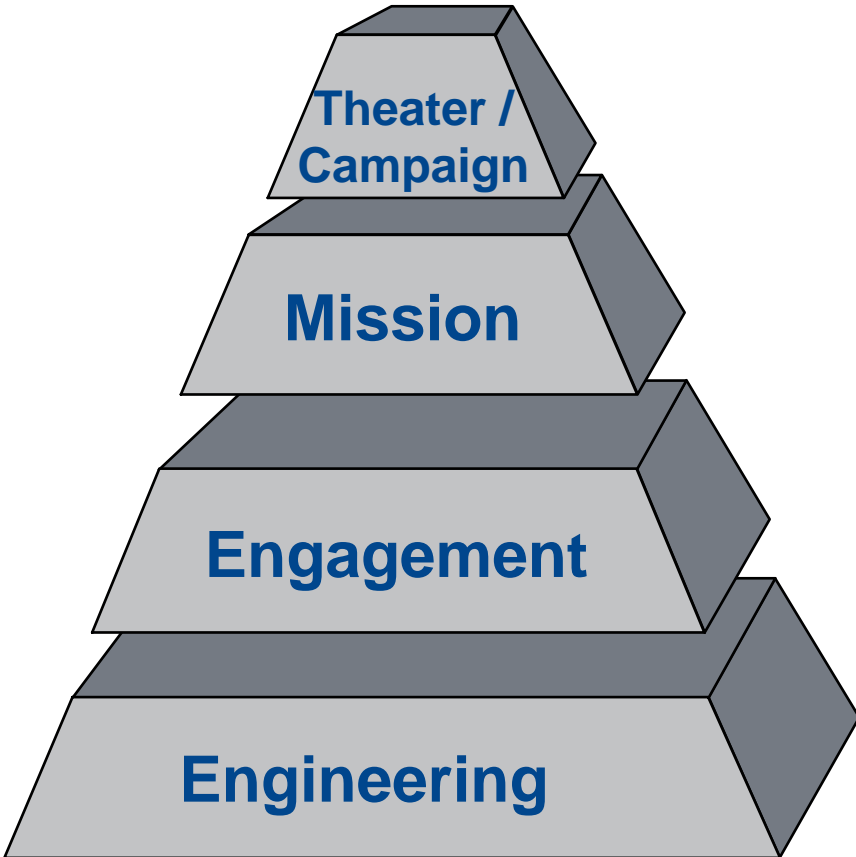 Theater /
Campaign
Mission
Engagement
Engineering